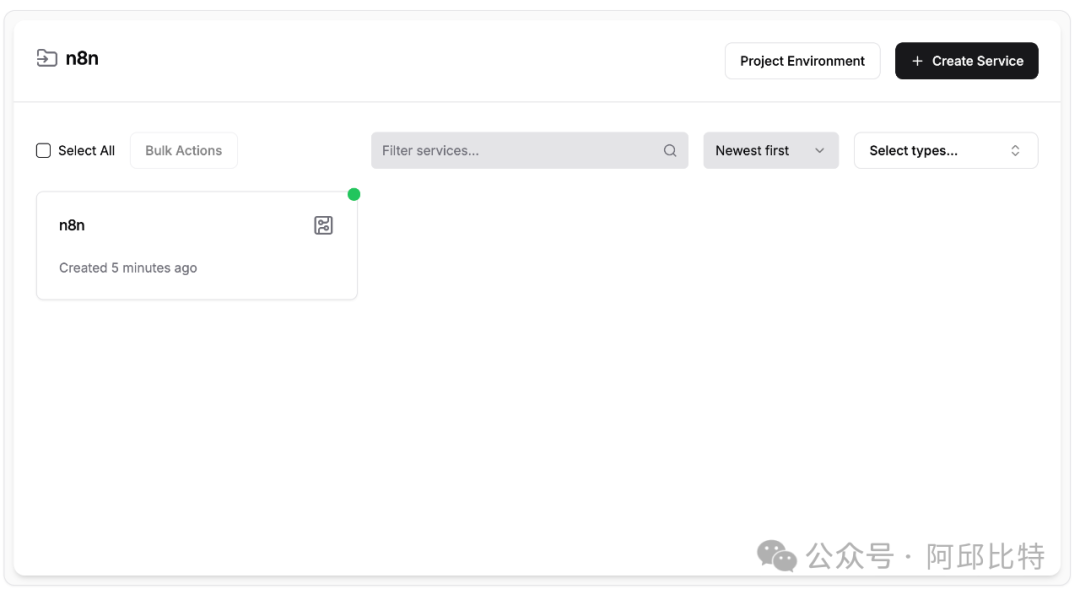 n8n
Project Environment
+ Create Service
Select All
Bulk Actions
Filter services...
Newest first
Select types...
n8n
Created 5 minutes ago
公众号 · 阿邱比特